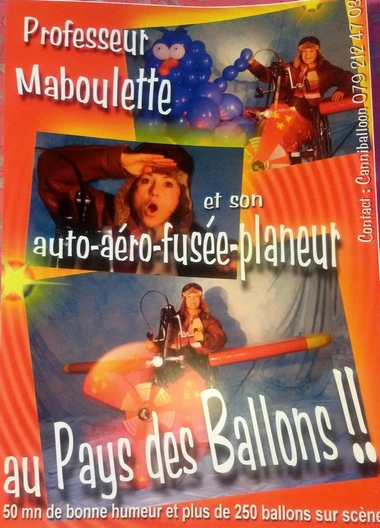 Professeur
Maboulette
et son
auto-aéro-fusée-planeur
au Pays des Ballons !!
50 mn de bonne humeur et plus de 250 ballons sur scène
Contact : Canniballoon 079 212 47 03